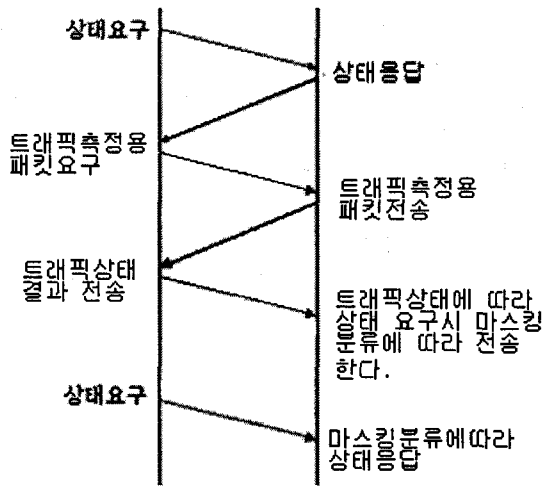 상태요구
상태응답
트래픽측정용
패킷요구
트래픽측정용
패킷전송
트래픽상태
결과 전송
트래픽상태에 따라
상태 요구시 마스킹
분류에 따라 전송
한다.
상태요구
마스킹분류에따라
상태응답